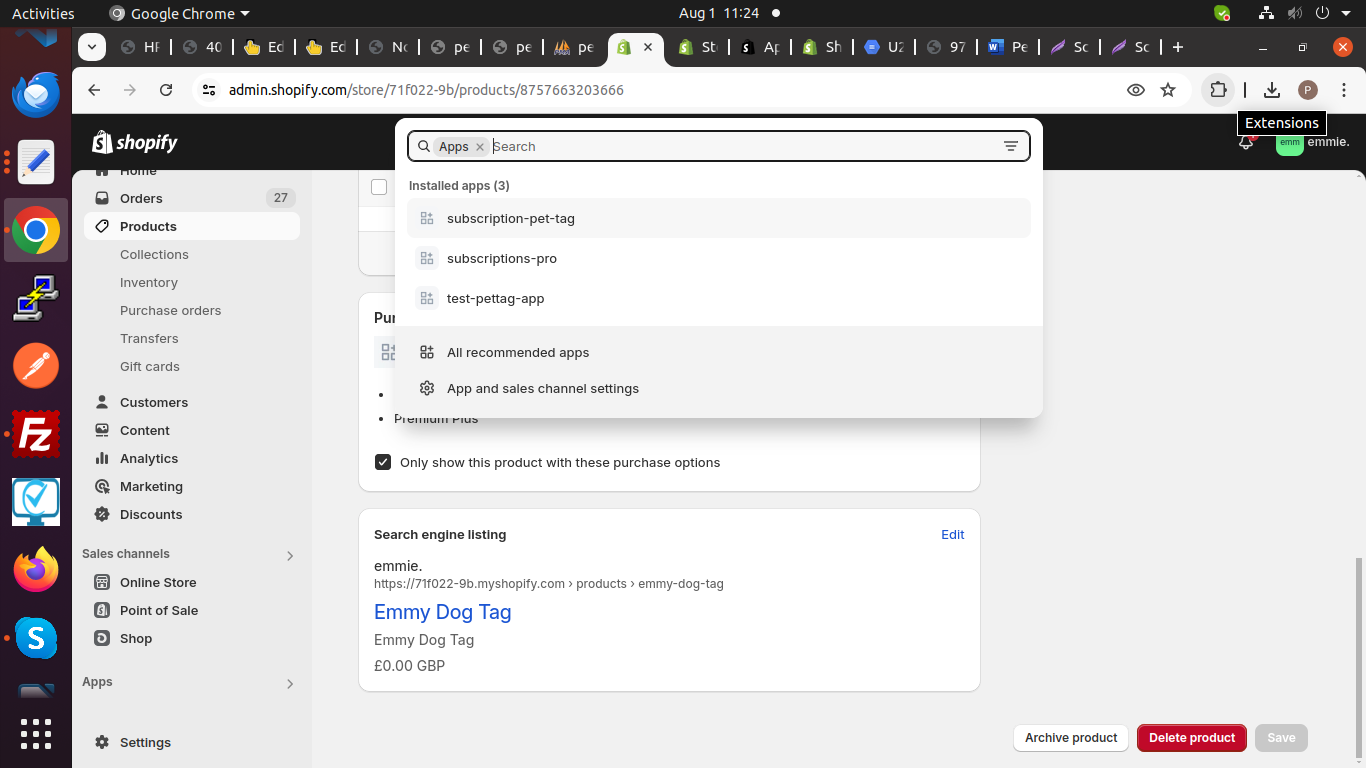 Activities
Google Chrome
Aug 1 11:24
HF
40
Ed
Ed
No
pe
pe
pe
St
Ap
Sh
U2
97
Pe
Sc
Sc
admin.shopify.com/store/71f022-9b/products/8757663203666
P
Extensions
shopify
emm
emmie.
Apps
Search
Installed apps (3)
subscription-pet-tag
subscriptions-pro
test-pettag-app
All recommended apps
App and sales channel settings
Home
Orders
27
Products
Collections
Inventory
Purchase orders
Transfers
Gift cards
Customers
Content
Analytics
Marketing
Discounts
Sales channels
Online Store
Point of Sale
Shop
Apps
Settings
Pur
Premium Plus
Only show this product with these purchase options
Search engine listing
Edit
emmie.
https://71f022-9b.myshopify.com › products › emmy-dog-tag
Emmy Dog Tag
Emmy Dog Tag
£0.00 GBP
Archive product
Delete product
Save